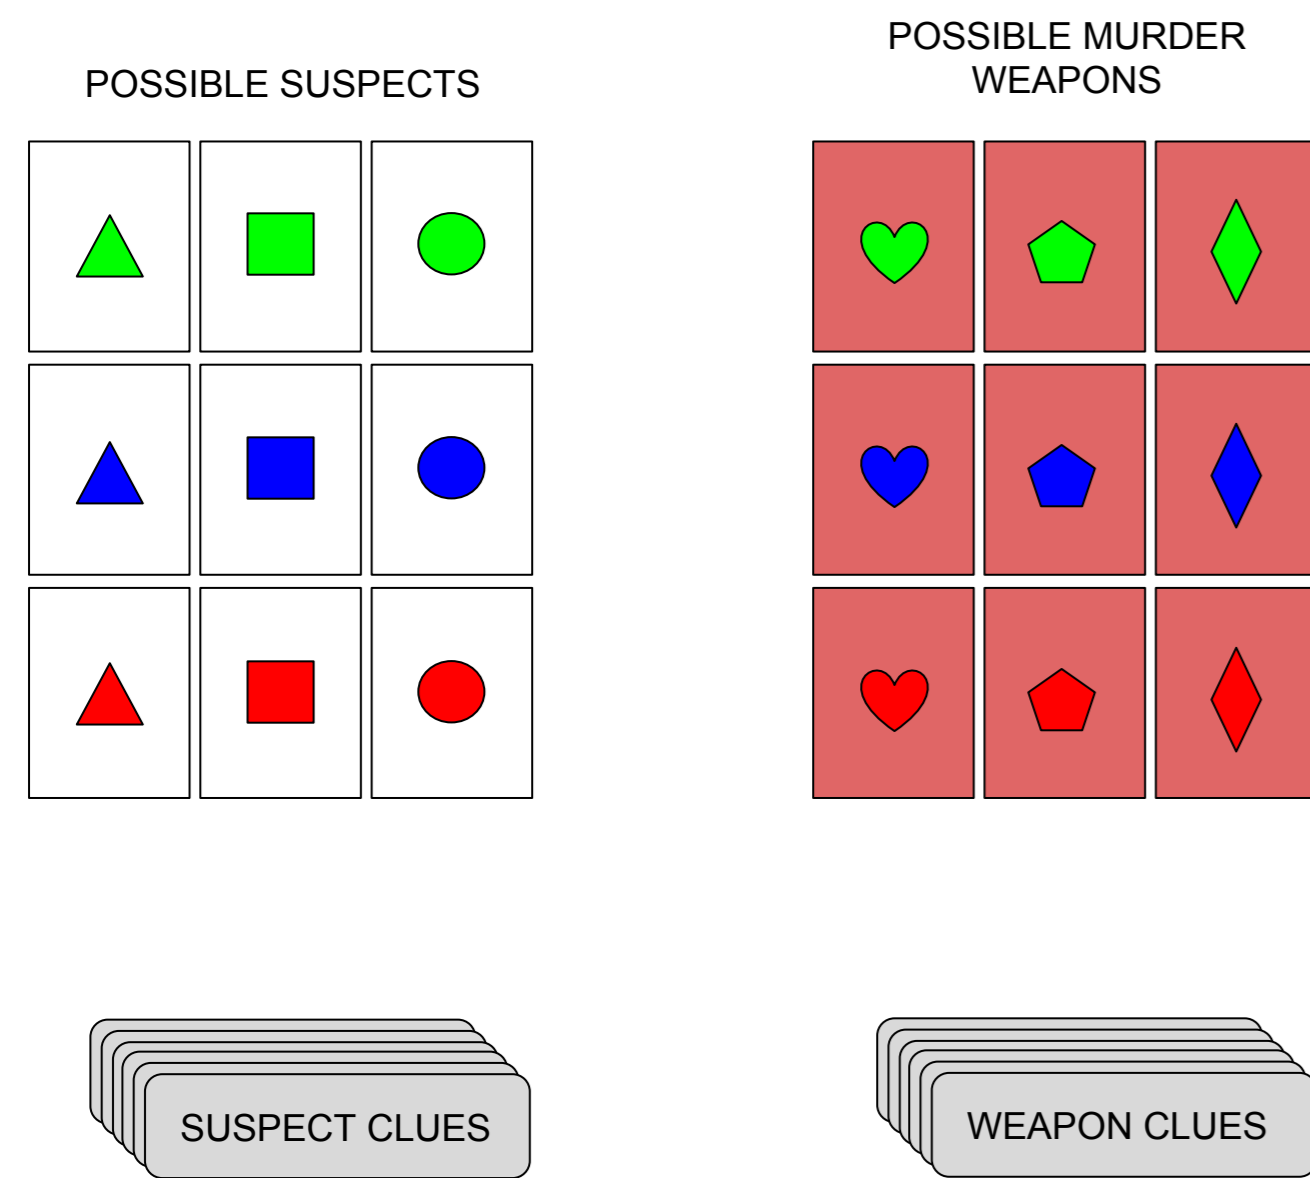 POSSIBLE SUSPECTS
POSSIBLE MURDER
WEAPONS
SUSPECT CLUES
WEAPON CLUES